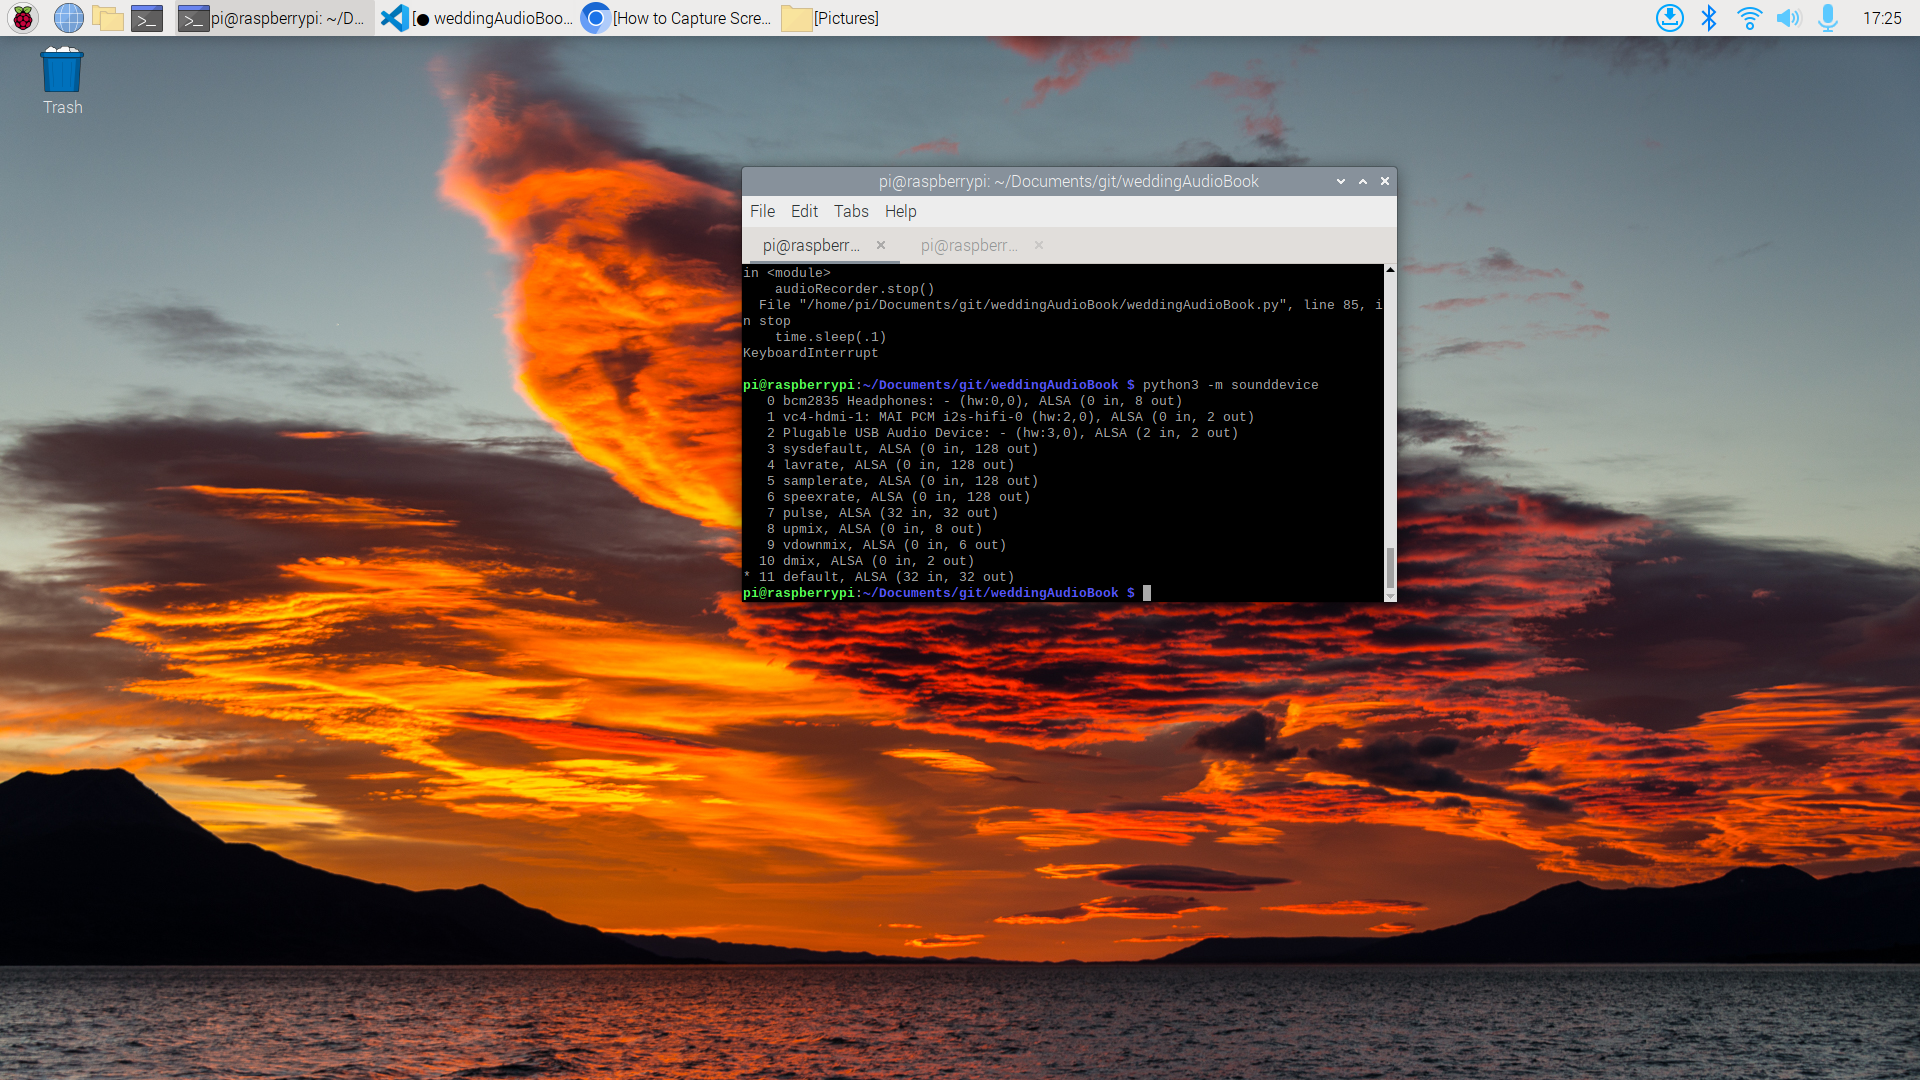 pi@raspberrypi: ~/D...
[● weddingAudioBoo...
[How to Capture Scre...
[Pictures]
17:25
Trash
pi@raspberrypi: ~/Documents/git/weddingAudioBook
File Edit Tabs Help
pi@raspberr... × pi@raspberr... ×
in <module>
    audioRecorder.stop()
  File "/home/pi/Documents/git/weddingAudioBook/weddingAudioBook.py", line 85, i
n stop
    time.sleep(.1)
KeyboardInterrupt
pi@raspberrypi:~/Documents/git/weddingAudioBook $ python3 -m sounddevice
   0 bcm2835 Headphones: - (hw:0,0), ALSA (0 in, 8 out)
   1 vc4-hdmi-1: MAI PCM i2s-hifi-0 (hw:2,0), ALSA (0 in, 2 out)
   2 Plugable USB Audio Device: - (hw:3,0), ALSA (2 in, 2 out)
   3 sysdefault, ALSA (0 in, 128 out)
   4 lavrate, ALSA (0 in, 128 out)
   5 samplerate, ALSA (0 in, 128 out)
   6 speexrate, ALSA (0 in, 128 out)
   7 pulse, ALSA (32 in, 32 out)
   8 upmix, ALSA (0 in, 8 out)
   9 vdownmix, ALSA (0 in, 6 out)
  10 dmix, ALSA (0 in, 2 out)
* 11 default, ALSA (32 in, 32 out)
pi@raspberrypi:~/Documents/git/weddingAudioBook $